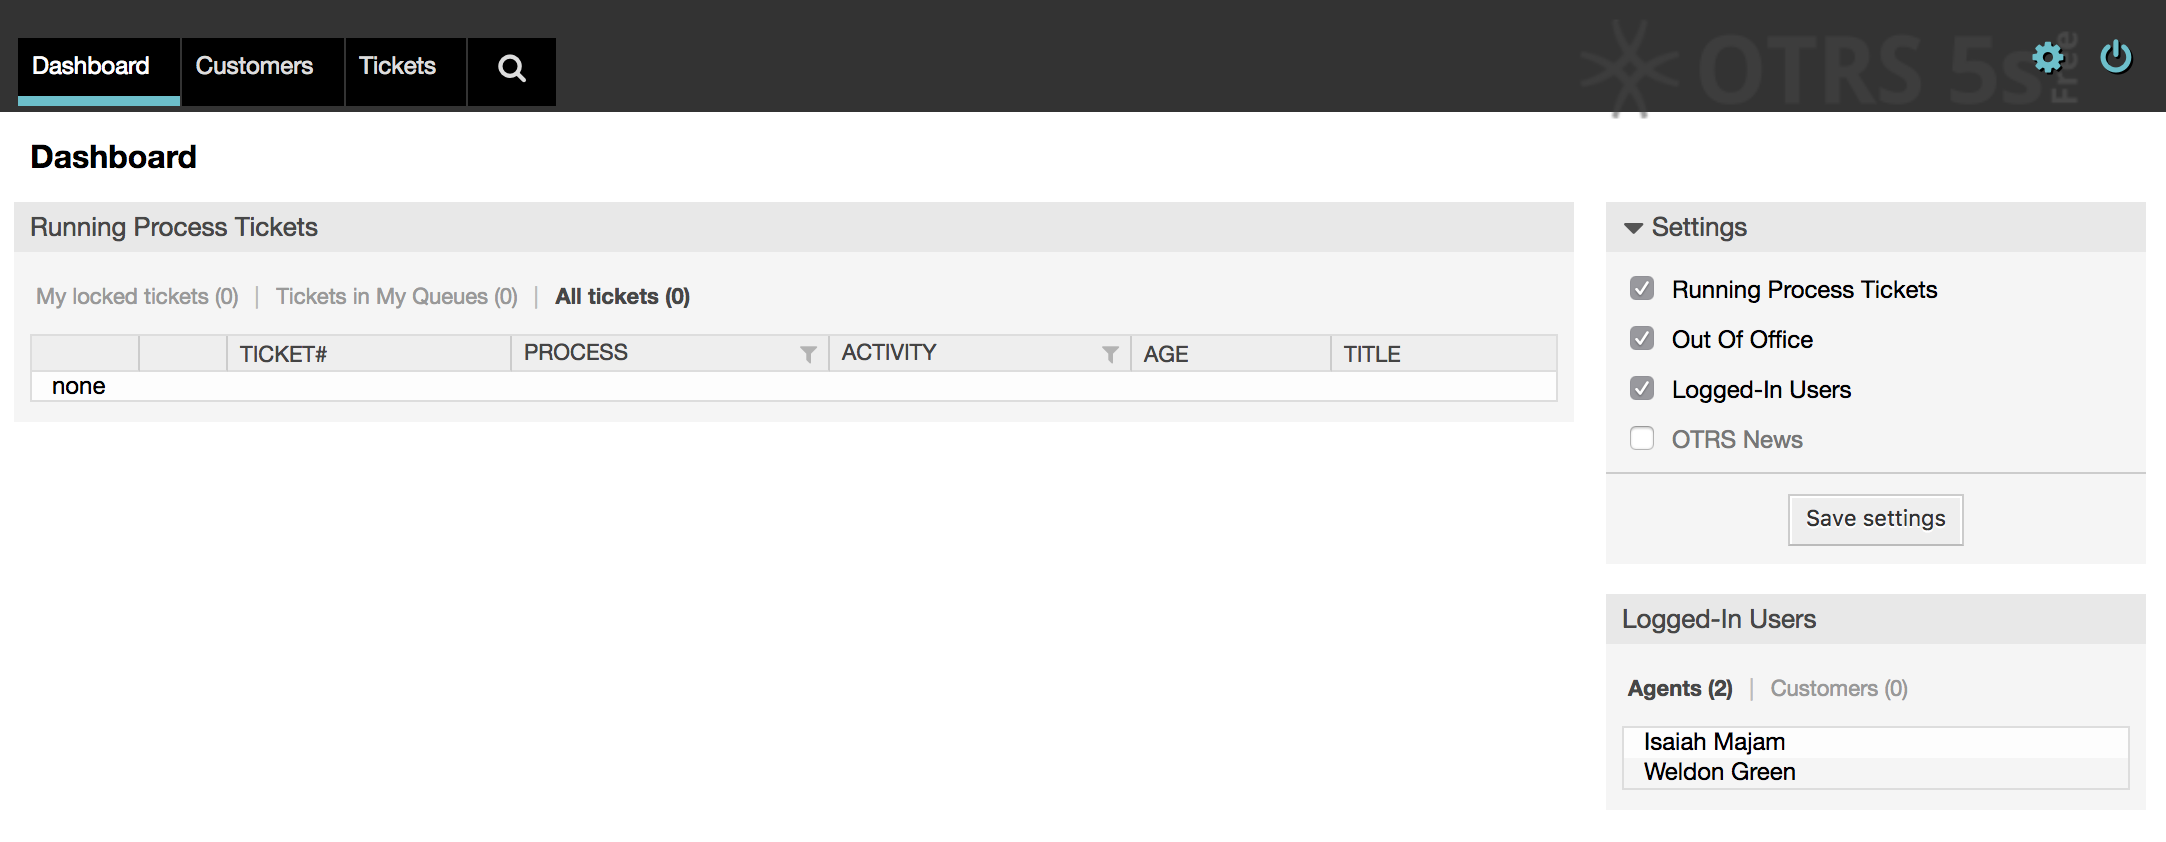 Dashboard
Customers
Tickets
OTRS 5s
Free
Dashboard
Running Process Tickets
My locked tickets (0) | Tickets in My Queues (0) | All tickets (0)
TICKET# PROCESS ACTIVITY AGE TITLE
none
Settings
Running Process Tickets
Out Of Office
Logged-In Users
OTRS News
Save settings
Logged-In Users
Agents (2) | Customers (0)
Isaiah Majam
Weldon Green